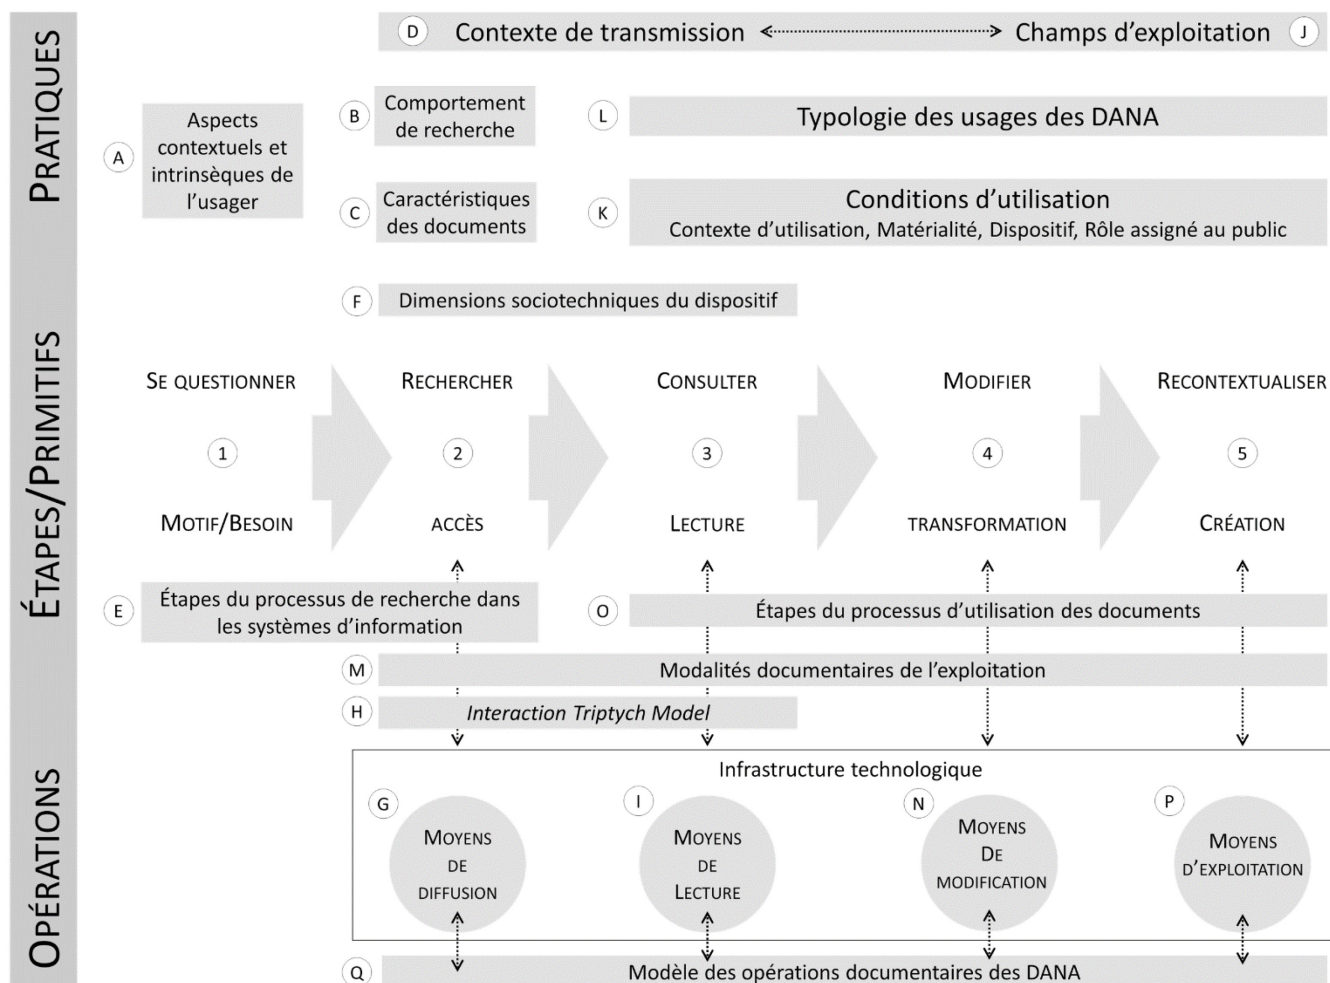 PRATIQUES
D Contexte de transmission Champs d’exploitation J
A
Aspects
contextuels et
intrinsèques de
l’usager
B
Comportement
de recherche
L Typologie des usages des DANA
C
Caractéristiques
des documents
K
Conditions d’utilisation
Contexte d’utilisation, Matérialité, Dispositif, Rôle assigné au public
F Dimensions sociotechniques du dispositif
ÉTAPES/PRIMITIFS
SE QUESTIONNER RECHERCHER CONSULTER MODIFIER RECONTEXTUALISER
1 2 3 4 5
MOTIF/BESOIN ACCÈS LECTURE TRANSFORMATION CRÉATION
E
Étapes du processus de recherche dans
les systèmes d’information
O Étapes du processus d’utilisation des documents
M Modalités documentaires de l’exploitation
H Interaction Triptych Model
OPÉRATIONS
Infrastructure technologique
G
MOYENS
DE
DIFFUSION
I
MOYENS
DE
LECTURE
N
MOYENS
DE
MODIFICATION
P
MOYENS
D’EXPLOITATION
Q Modèle des opérations documentaires des DANA